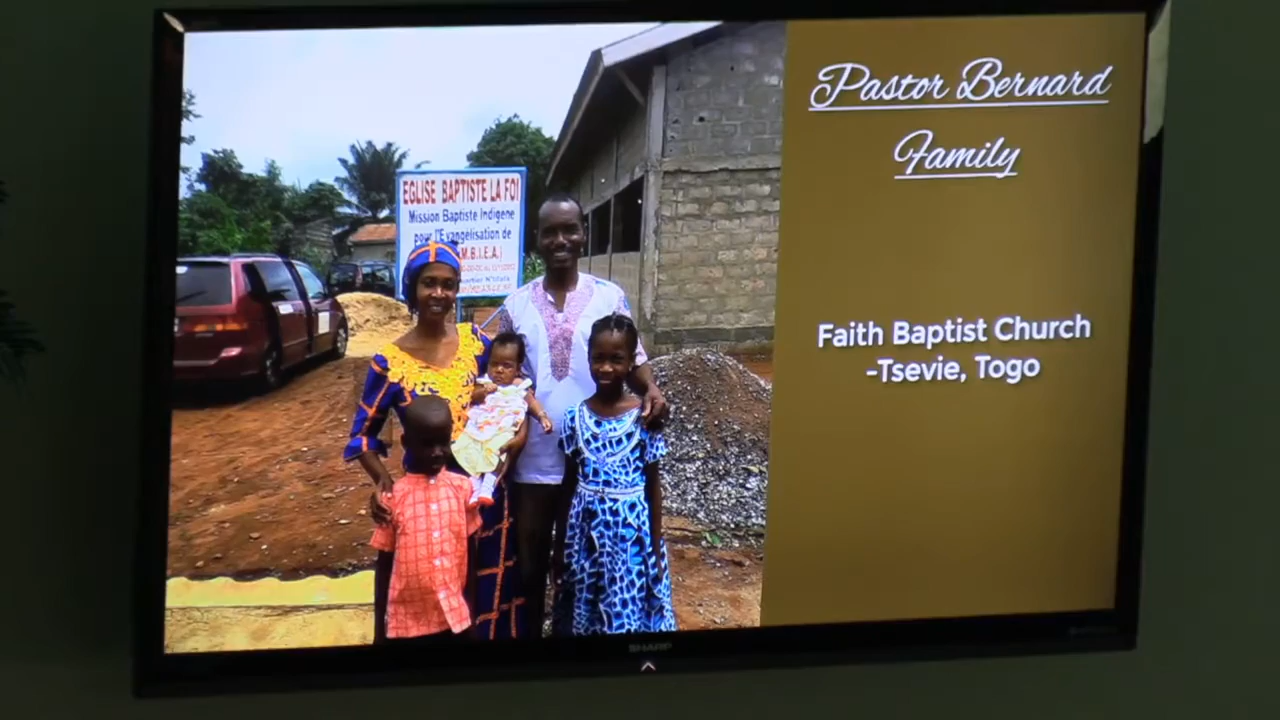 Pastor Bernard
Family
Faith Baptist Church
-Tsevie, Togo
EGLISE BAPTISTE LA FOI
Mission Baptiste Indigene
pour l'Evangelisation de
SHARP